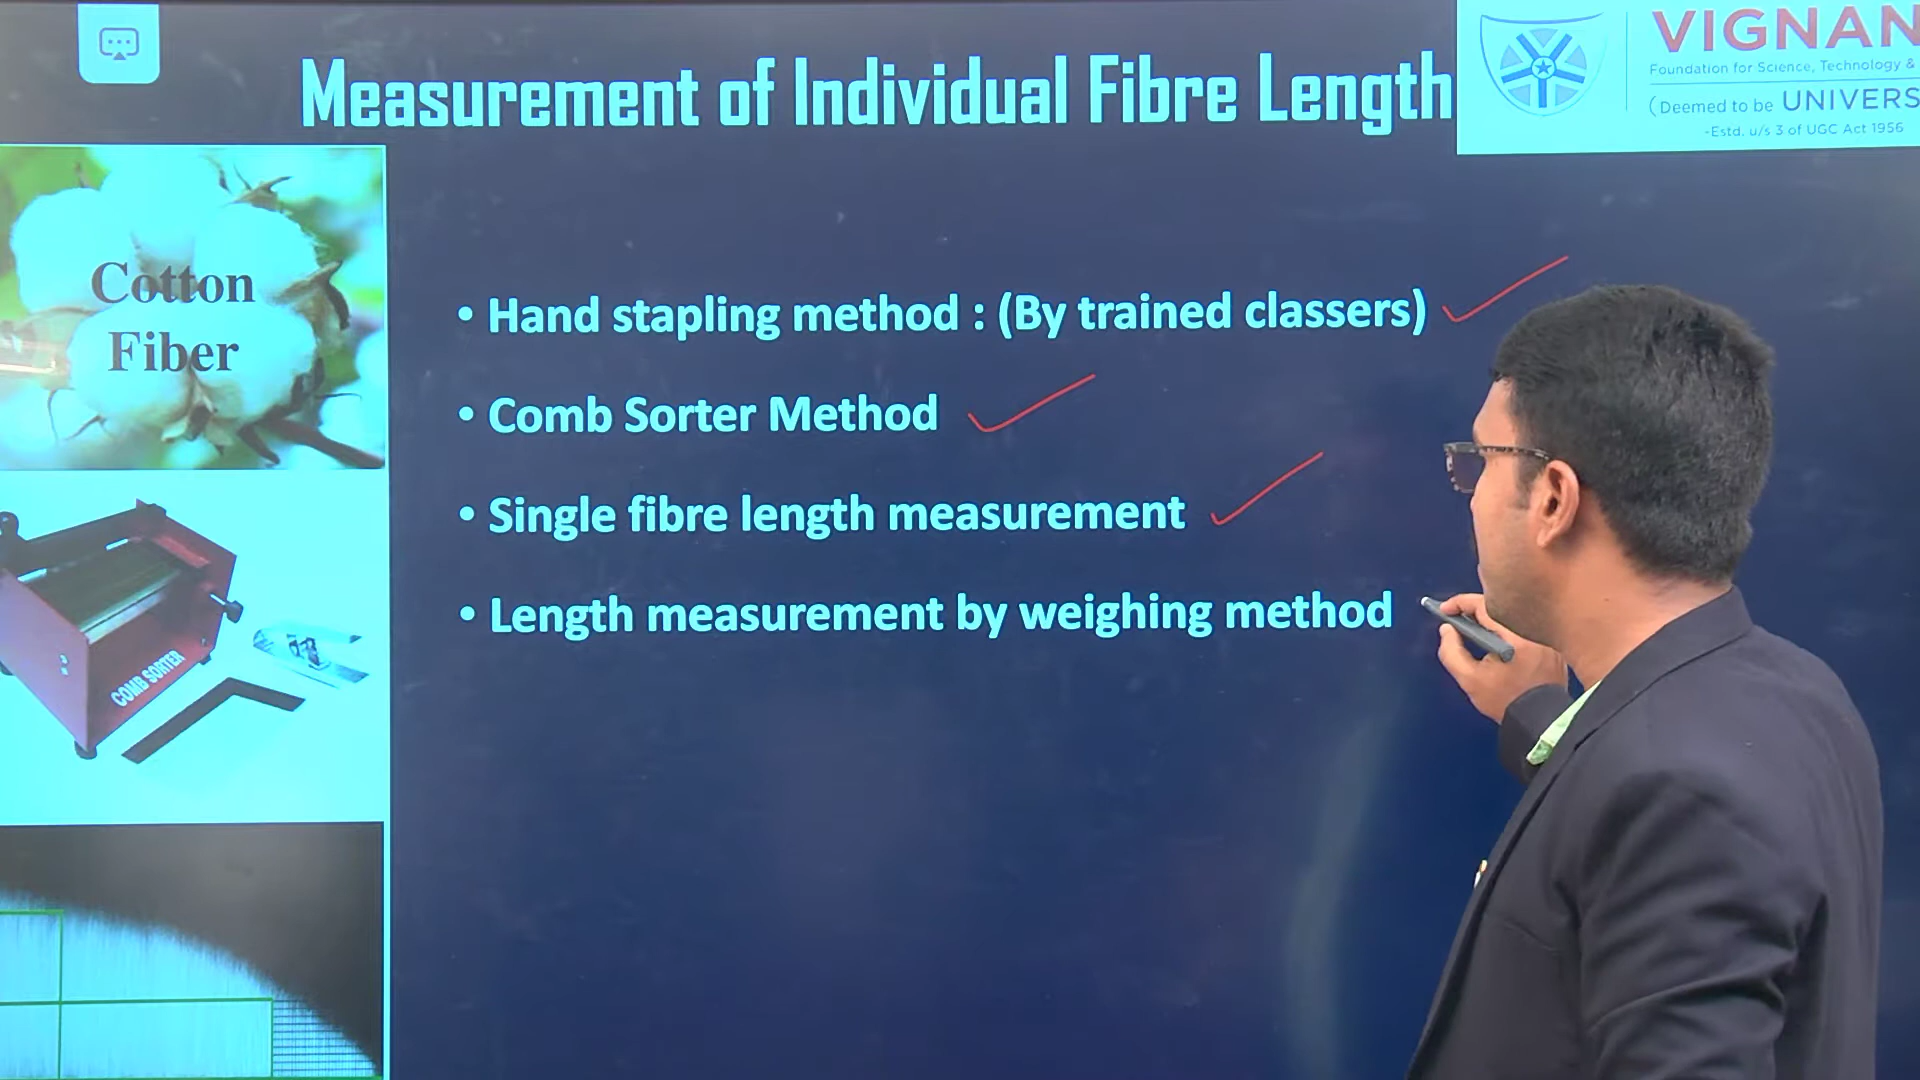 Measurement of Individual Fibre Length
VIGNAN
Foundation for Science, Technology &
(Deemed to be UNIVERS
-Estd. u/s 3 of UGC Act 1956
Cotton
Fiber
• Hand stapling method : (By trained classers)
• Comb Sorter Method
• Single fibre length measurement
• Length measurement by weighing method
COMB SORTER